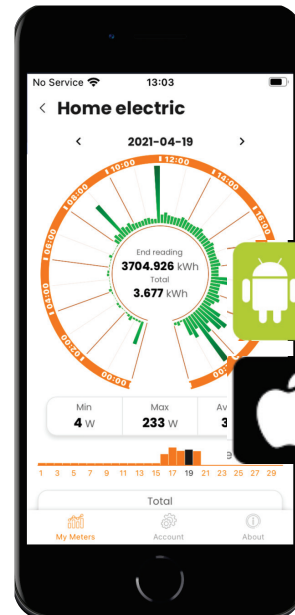 No Service 13:03
Home electric
2021-04-19
00:00
02:00
04:00
06:00
08:00
10:00
12:00
14:00
16:00
End reading
3704.926 kWh
Total
3.677 kWh
Min Max
4 W 233 W
1 3 5 7 9 11 13 15 17 19 21 23 25 27 29
Total
My Meters Account About